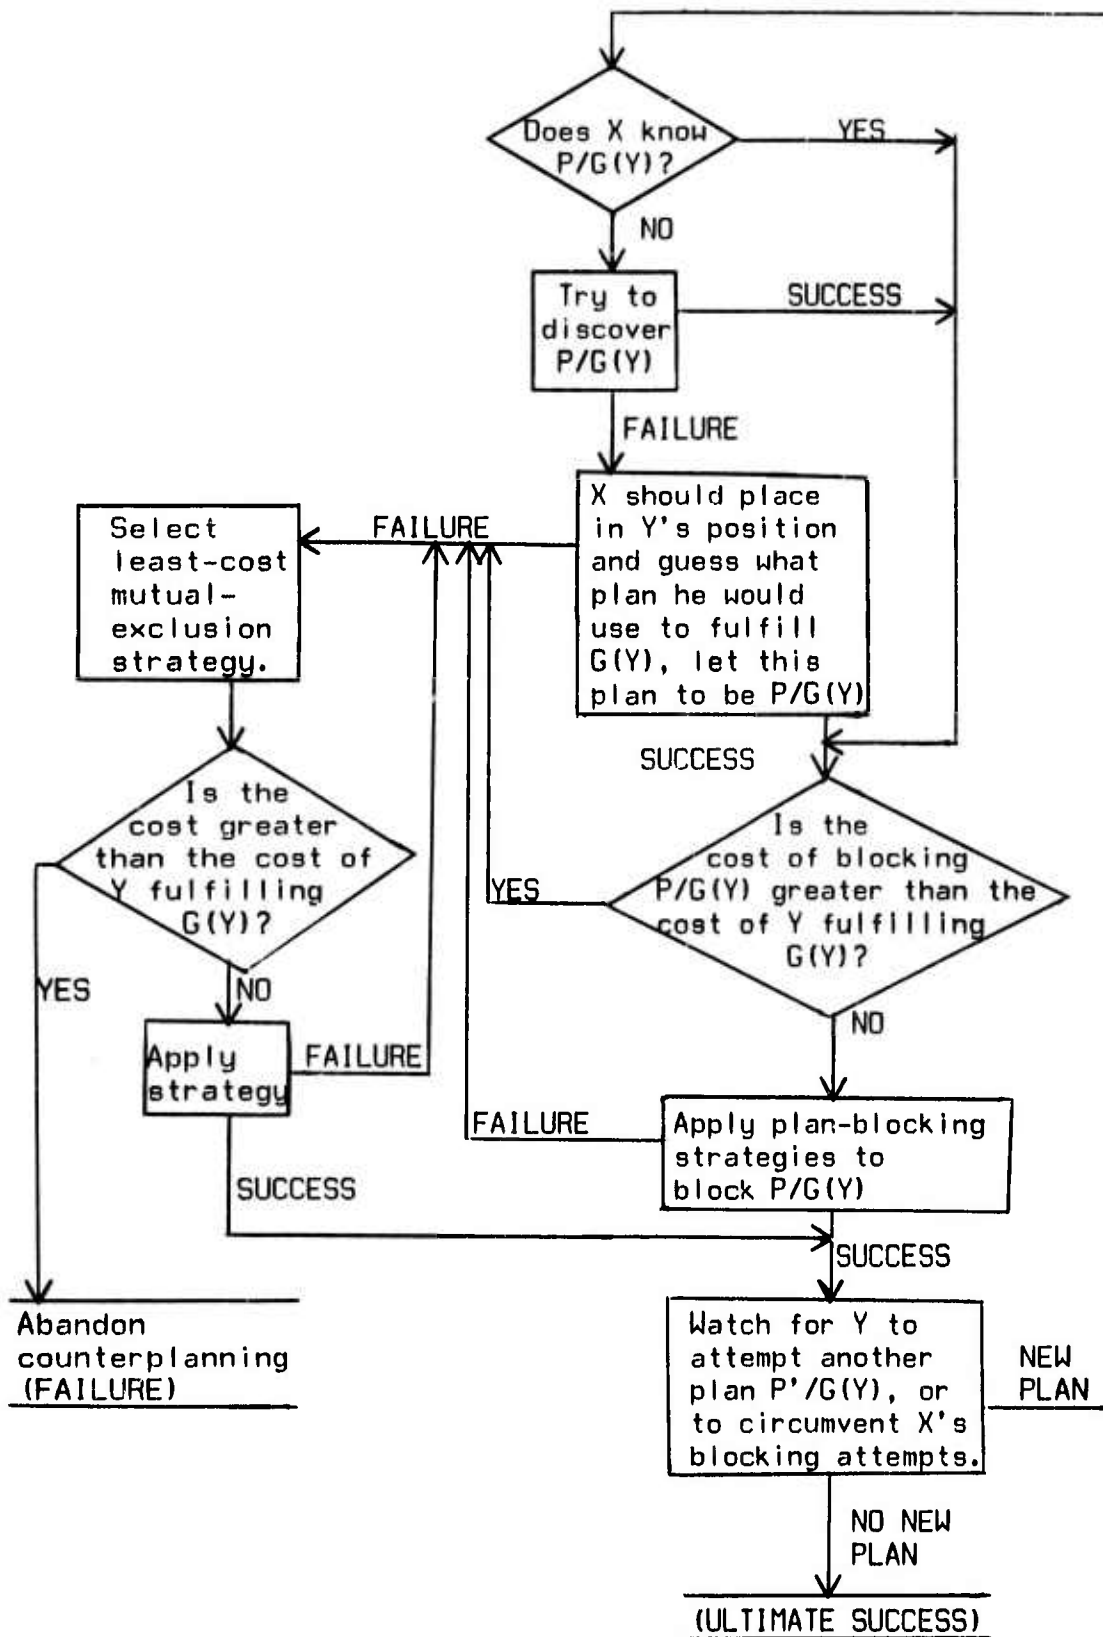 Does X know
P/G(Y)?
YES
NO
Try to
discover
P/G(Y)
SUCCESS
FAILURE
X should place
in Y's position
and guess what
plan he would
use to fulfill
G(Y), let this
plan to be P/G(Y)
FAILURE
Select
least-cost
mutual-
exclusion
strategy.
SUCCESS
Is the
cost greater
than the cost of
Y fulfilling
G(Y)?
Is the
cost of blocking
P/G(Y) greater than the
cost of Y fulfilling
G(Y)?
YES
YES
NO
NO
Apply
strategy
FAILURE
FAILURE
Apply plan-blocking
strategies to
block P/G(Y)
SUCCESS
SUCCESS
Abandon
counterplanning
(FAILURE)
Watch for Y to
attempt another
plan P'/G(Y), or
to circumvent X's
blocking attempts.
NEW
PLAN
NO NEW
PLAN
(ULTIMATE SUCCESS)